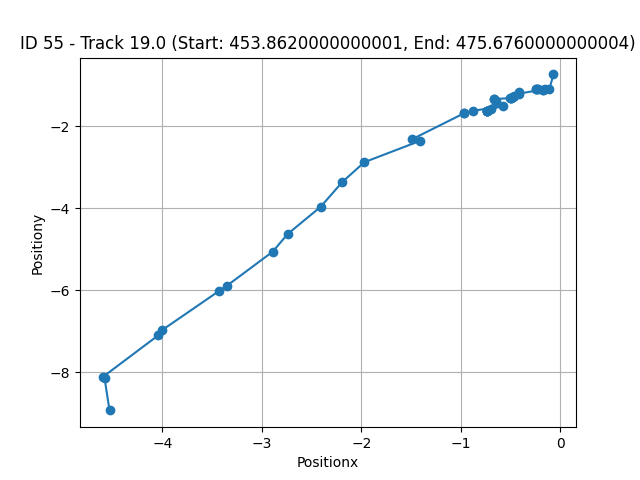 ID 55 - Track 19.0 (Start: 453.8620000000001, End: 475.6760000000004)
−2
−4
−6
−8
Positiony
−4 −3 −2 −1 0
Positionx